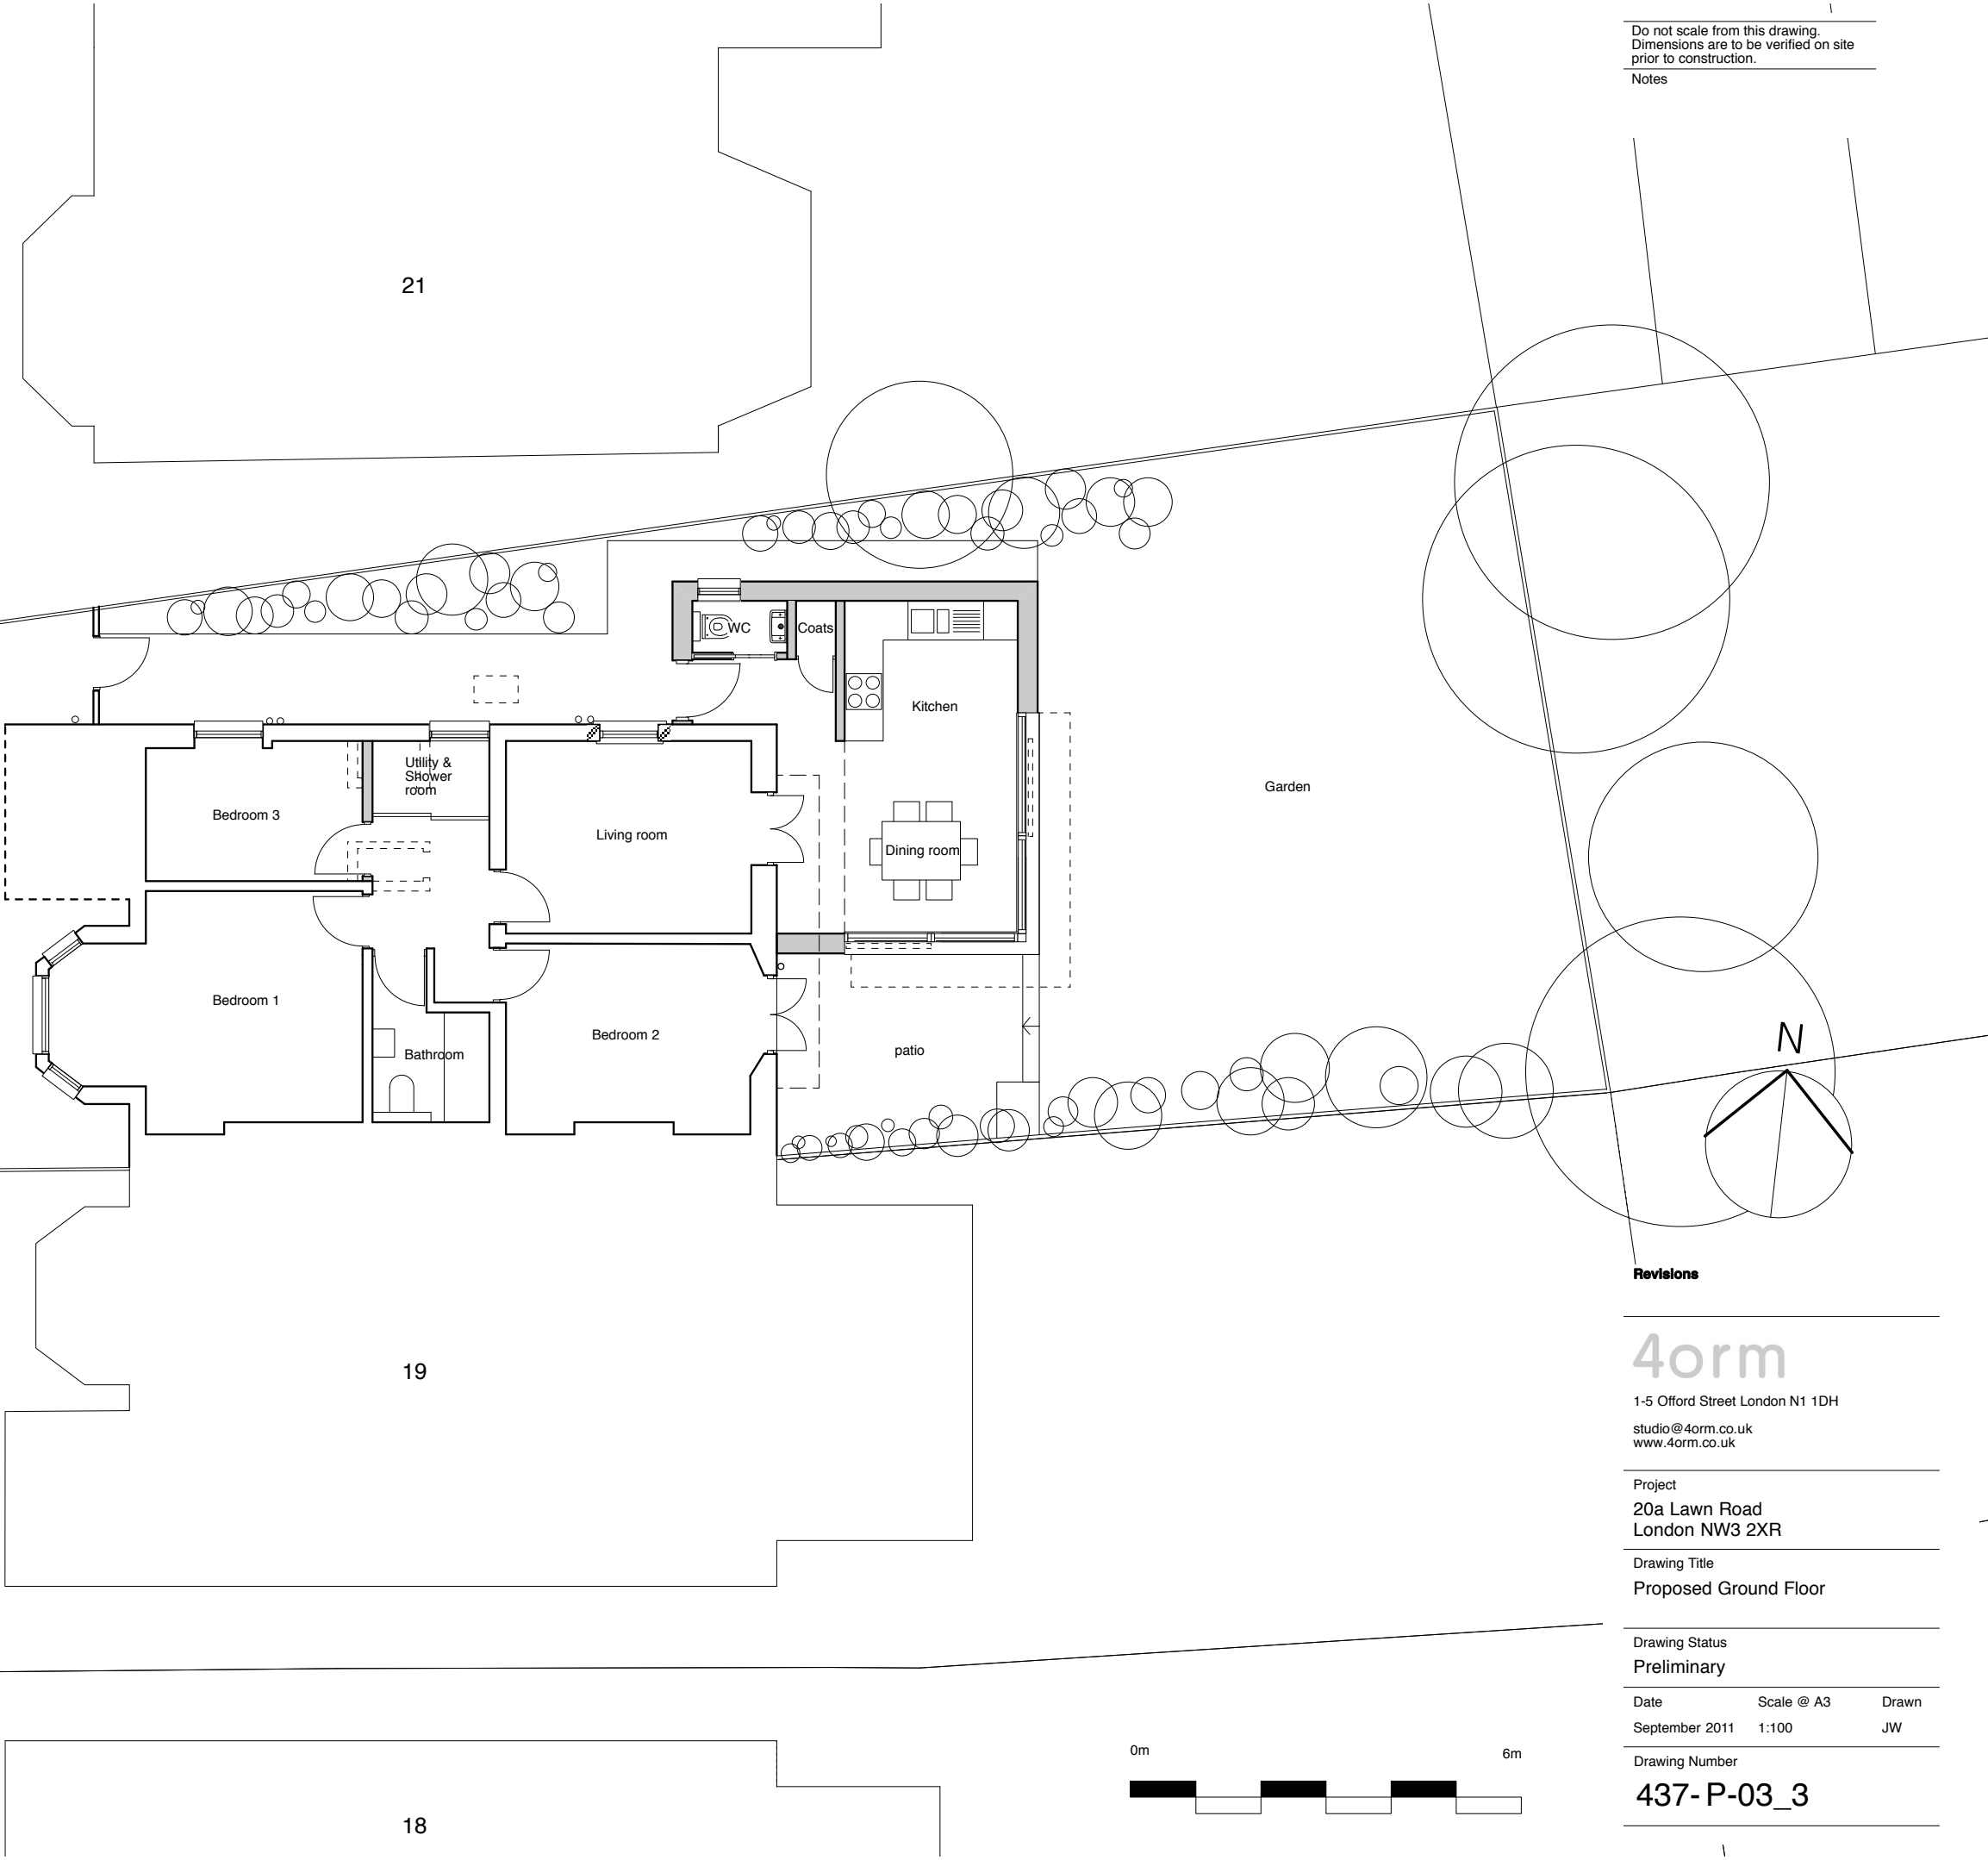 Do not scale from this drawing.
Dimensions are to be verified on site
prior to construction.
Notes
21
WC
Coats
Kitchen
Utility &
Shower
room
Bedroom 3
Living room
Dining room
Garden
Bedroom 1
Bedroom 2
Bathroom
patio
N
19
18
0m
6m
Revisions
4orm
1-5 Offord Street London N1 1DH
studio@4orm.co.uk
www.4orm.co.uk
Project
20a Lawn Road
London NW3 2XR
Drawing Title
Proposed Ground Floor
Drawing Status
Preliminary
Date Scale @ A3 Drawn
September 2011 1:100 JW
Drawing Number
437- P-03_3